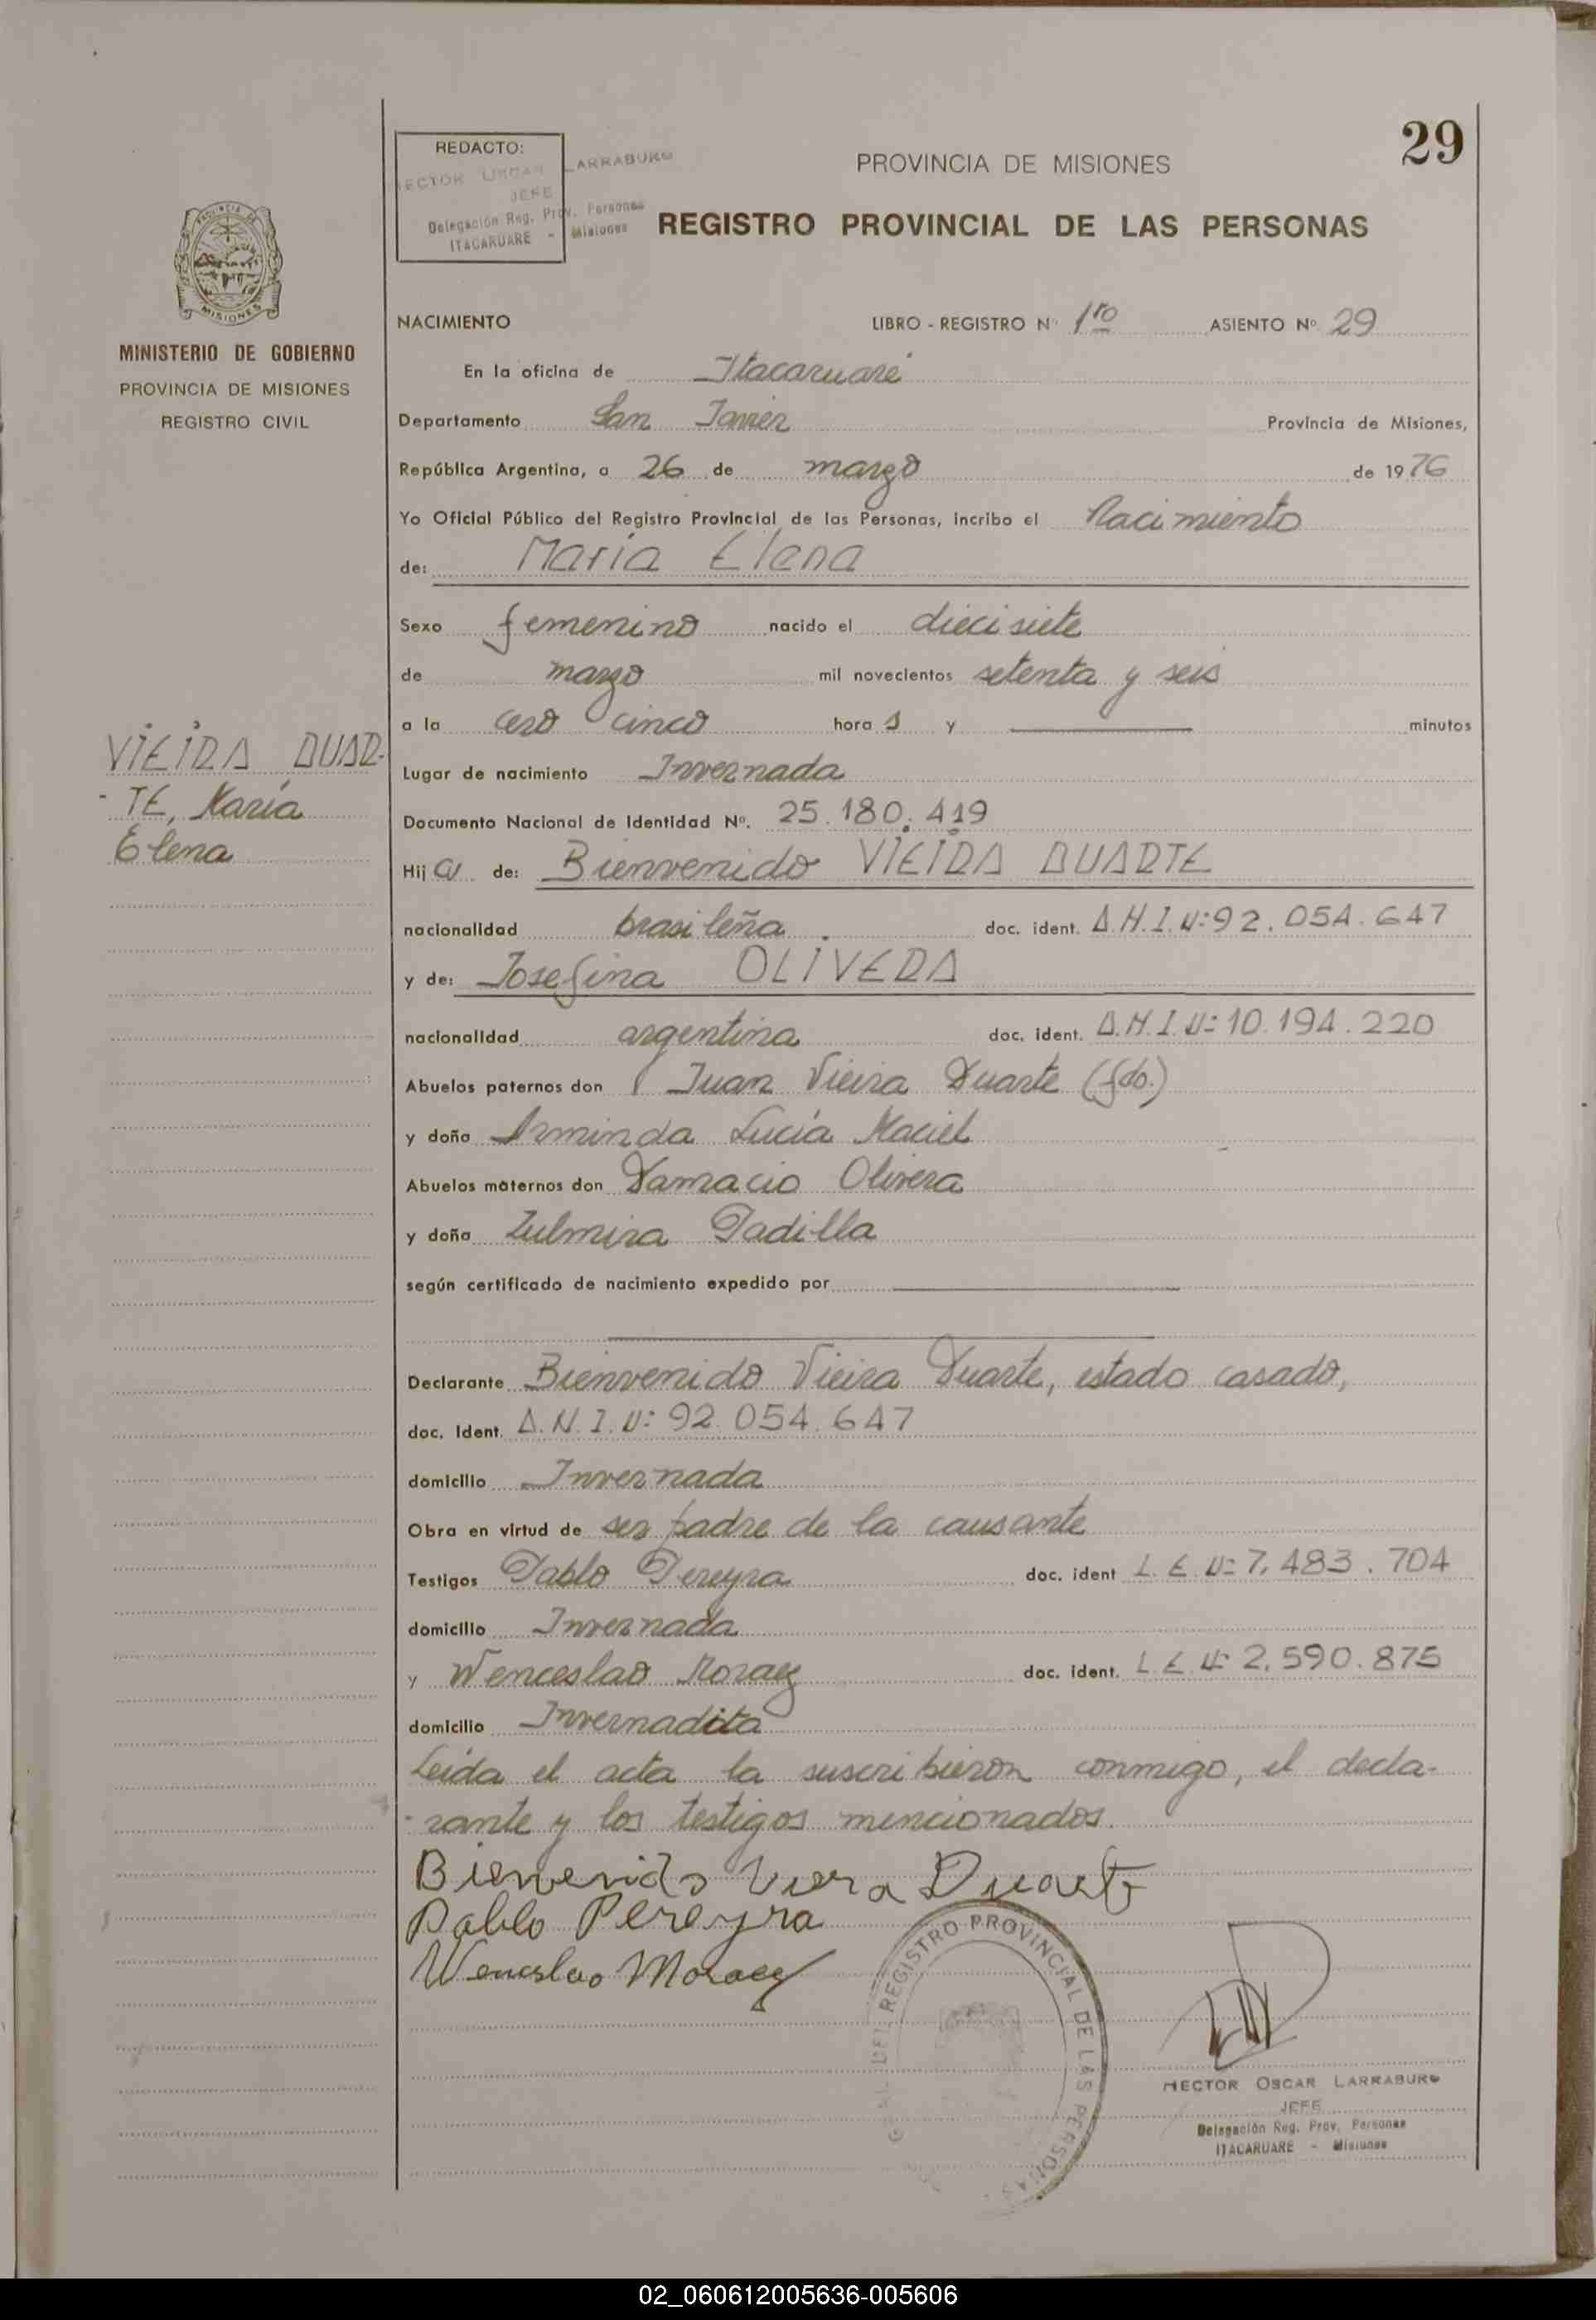 29
REDACTO:
HECTOR OSCAR LARRABURO
JEFE
Delegación Reg. Prov. Personas
ITACARUARE - Misiones
PROVINCIA DE MISIONES
REGISTRO PROVINCIAL DE LAS PERSONAS
PROVINCIA DE
MISIONES
MINISTERIO DE GOBIERNO
PROVINCIA DE MISIONES
REGISTRO CIVIL
NACIMIENTO LIBRO - REGISTRO Nº 1ro ASIENTO Nº 29
En la oficina de Itacaruaré
Departamento San Javier Provincia de Misiones,
República Argentina, a 26 de marzo de 1976
Yo Oficial Público del Registro Provincial de las Personas, incribo el Nacimiento
de: María Elena
Sexo femenino nacido el diecisiete
de marzo mil novecientos setenta y seis
a la cero cinco hora s y minutos
Lugar de nacimiento Invernada
Documento Nacional de Identidad Nº. 25.180.419
VIEIRA DUAR-
- TE, María
Elena
Hij a de: Bienvenido VIEIRA DUARTE
nacionalidad brasileña doc. ident. D.N.I.Nº: 92.054.647
y de: Josefina OLIVERA
nacionalidad argentina doc. ident. D.N.I.Nº: 10.194.220
Abuelos paternos don Juan Vieira Duarte (fdo.)
y doña Arminda Lucía Maciel
Abuelos maternos don Damacio Olivera
y doña Zulmira Padilla
según certificado de nacimiento expedido por
Declarante Bienvenido Vieira Duarte, estado casado,
doc. Ident. D.N.I.Nº: 92.054.647
domicilio Invernada
Obra en virtud de ser padre de la causante
Testigos Pablo Pereyra doc. ident L.E.Nº: 7.483.704
domicilio Invernada
y Wenceslao Moraez doc. ident. L.E.Nº: 2.590.875
domicilio Invernadita
Leída el acta la suscribieron conmigo, el decla-
-rante y los testigos mencionados.
Bienvenido Viera Duarte
Pablo Pereyra
Wenceslao Moraez
DEL REGISTRO PROVINCIAL DE LAS PERSONAS
HECTOR OSCAR LARRABURO
JEFE
Delegación Reg. Prov. Personas
ITACARUARE - Misiones
02_060612005636-005606